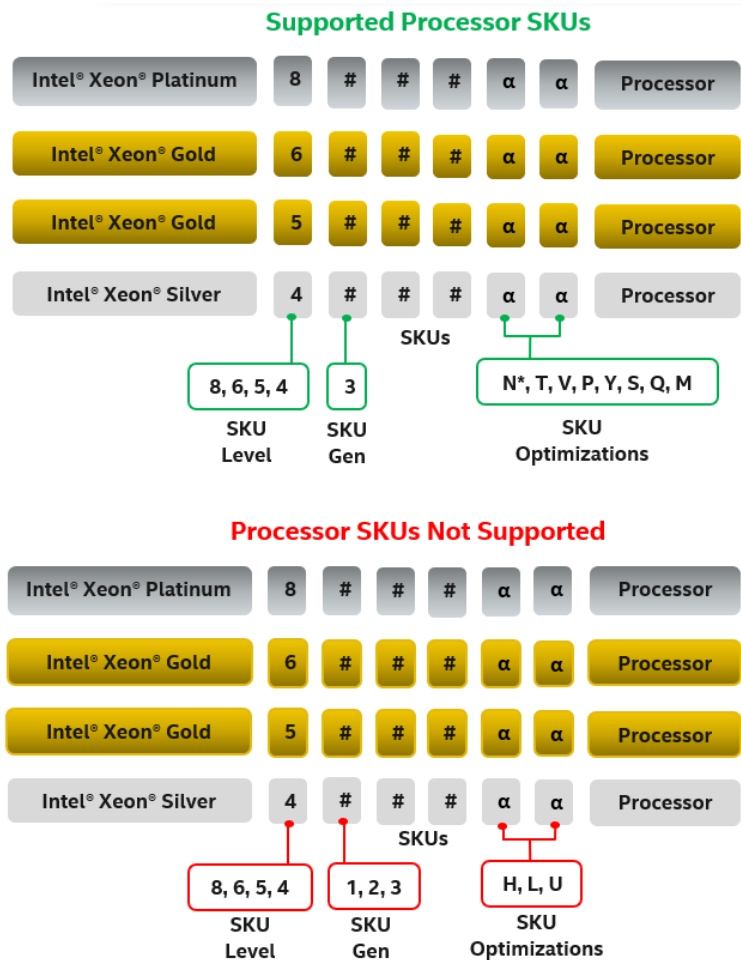 Supported Processor SKUs
Intel® Xeon® Platinum 8 # # # α α Processor
Intel® Xeon® Gold 6 # # # α α Processor
Intel® Xeon® Gold 5 # # # α α Processor
Intel® Xeon® Silver 4 # # # α α Processor
SKUs
8, 6, 5, 4 3 N*, T, V, P, Y, S, Q, M
SKU SKU SKU
Level Gen Optimizations
Processor SKUs Not Supported
Intel® Xeon® Platinum 8 # # # α α Processor
Intel® Xeon® Gold 6 # # # α α Processor
Intel® Xeon® Gold 5 # # # α α Processor
Intel® Xeon® Silver 4 # # # α α Processor
SKUs
8, 6, 5, 4 1, 2, 3 H, L, U
SKU SKU SKU
Level Gen Optimizations